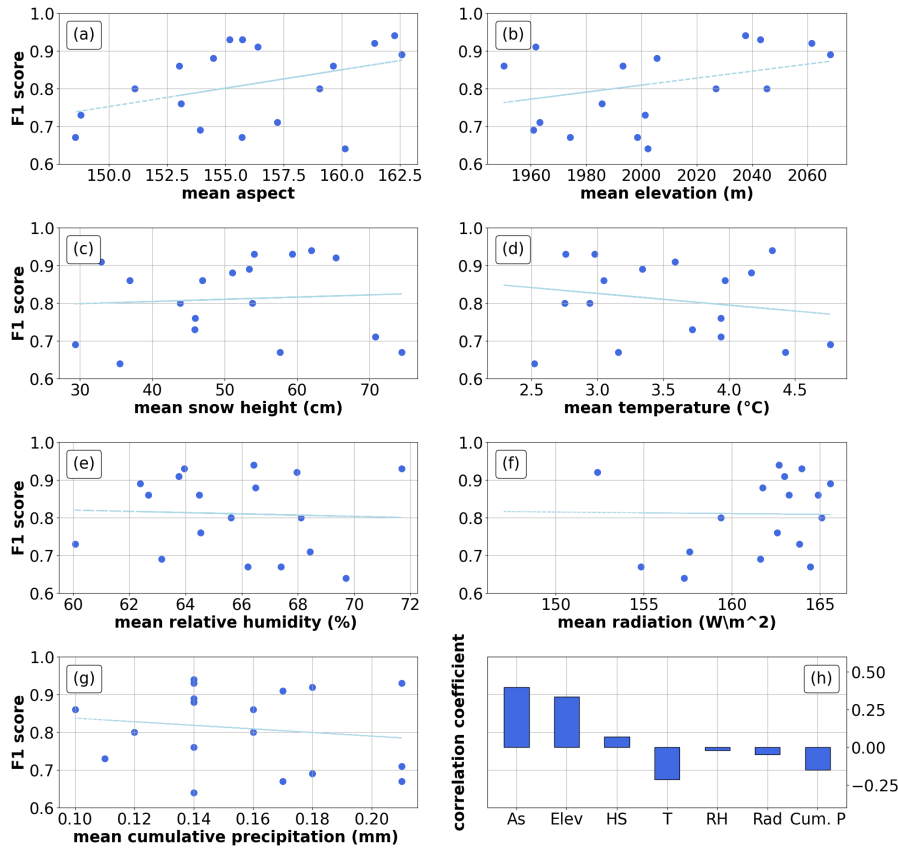 (a)
1.0
0.9
0.8
0.7
0.6
F1 score
150.0 152.5 155.0 157.5 160.0 162.5
mean aspect
(b)
1.0
0.9
0.8
0.7
0.6
1960 1980 2000 2020 2040 2060
mean elevation (m)
(c)
1.0
0.9
0.8
0.7
0.6
F1 score
30 40 50 60 70
mean snow height (cm)
(d)
1.0
0.9
0.8
0.7
0.6
2.5 3.0 3.5 4.0 4.5
mean temperature (°C)
(e)
1.0
0.9
0.8
0.7
0.6
F1 score
60 62 64 66 68 70 72
mean relative humidity (%)
(f)
1.0
0.9
0.8
0.7
0.6
150 155 160 165
mean radiation (W\m^2)
(g)
1.0
0.9
0.8
0.7
0.6
F1 score
0.10 0.12 0.14 0.16 0.18 0.20
mean cumulative precipitation (mm)
(h)
correlation coefficient
0.50
0.25
0.00
−0.25
As Elev HS T RH Rad Cum. P